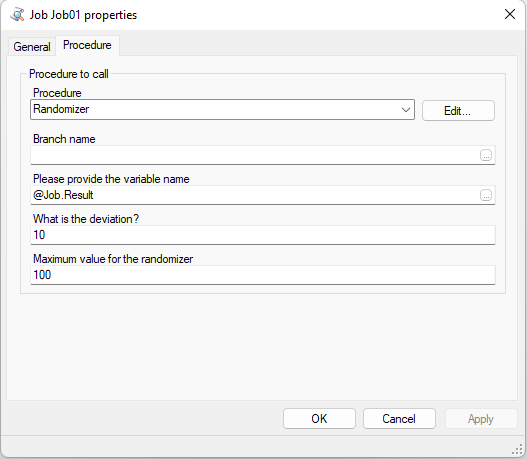 Job Job01 properties
General
Procedure
Procedure to call
Procedure
Randomizer
Edit...
Branch name
...
Please provide the variable name
@Job.Result
...
What is the deviation?
10
Maximum value for the randomizer
100
OK
Cancel
Apply